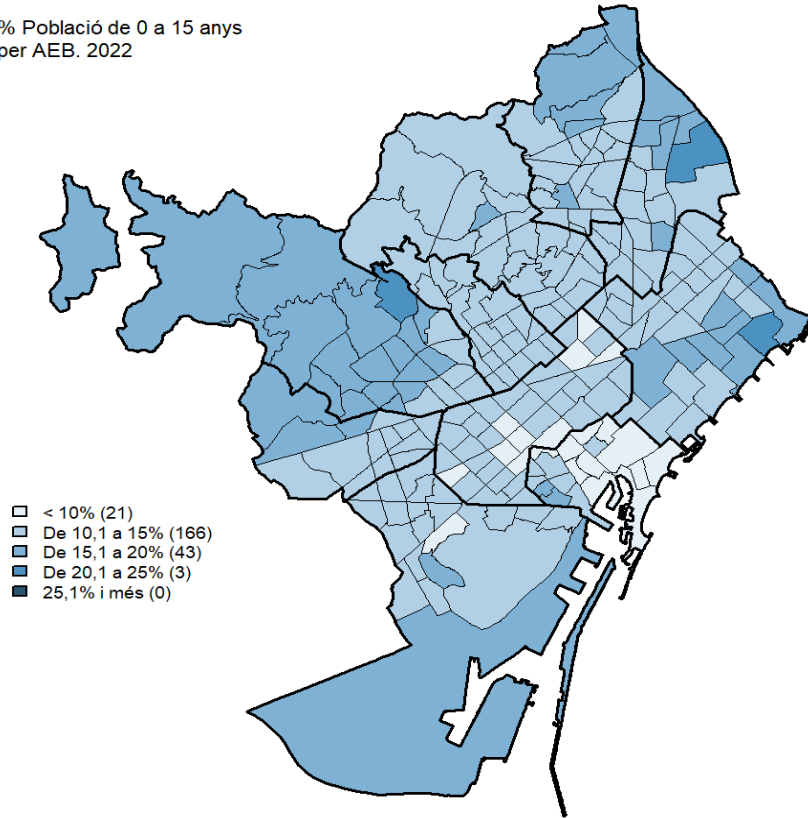 % Població de 0 a 15 anys
per AEB. 2022
< 10% (21)
De 10,1 a 15% (166)
De 15,1 a 20% (43)
De 20,1 a 25% (3)
25,1% i més (0)